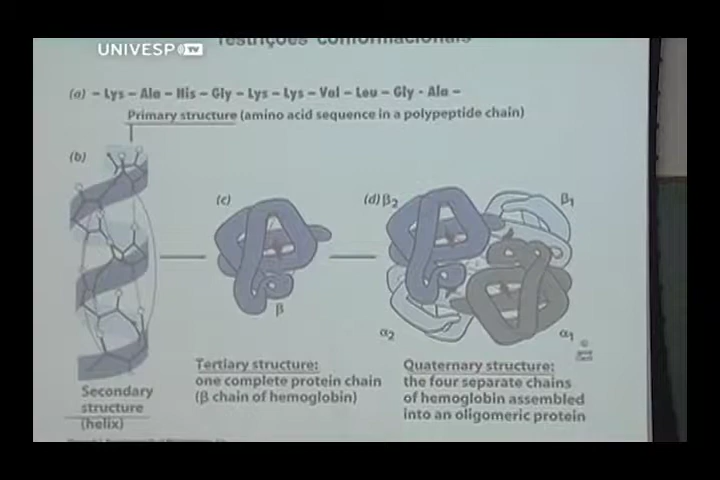 UNIVESP TV
restrições conformacionais
(a) – Lys – Ala – His – Gly – Lys – Lys – Val – Leu – Gly - Ala –
Primary structure (amino acid sequence in a polypeptide chain)
(b)
(c)
(d) β2
β1
β
α2
α1
Tertiary structure:
one complete protein chain
(β chain of hemoglobin)
Quaternary structure:
the four separate chains
of hemoglobin assembled
into an oligomeric protein
Secondary
structure
(helix)